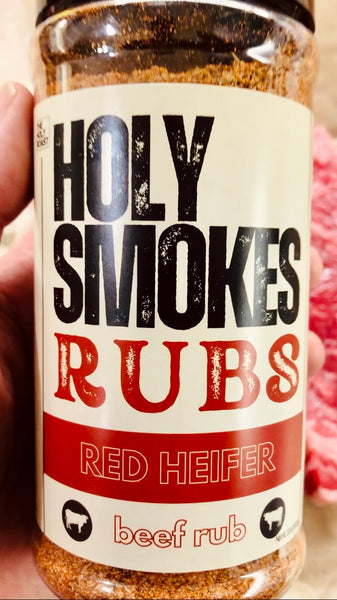 HOLY
SMOKES
RUBS
RED HEIFER
beef rub